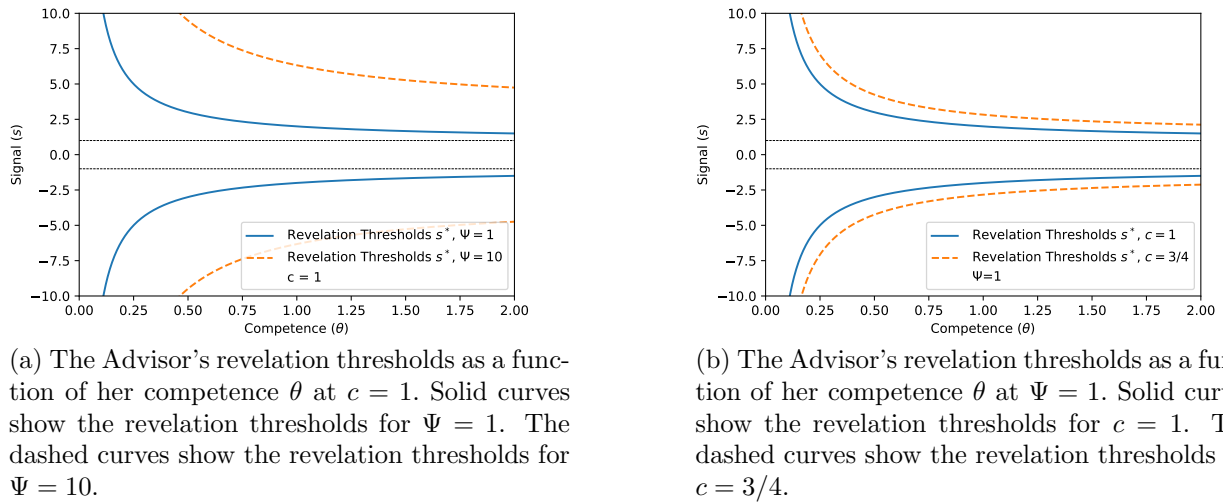 10.0
7.5
5.0
2.5
0.0
−2.5
−5.0
−7.5
−10.0
Signal (s)
0.00 0.25 0.50 0.75 1.00 1.25 1.50 1.75 2.00
Competence (θ)
Revelation Thresholds s*, Ψ = 1
Revelation Thresholds s*, Ψ = 10
c = 1
(a) The Advisor's revelation thresholds as a func-
tion of her competence θ at c = 1. Solid curves
show the revelation thresholds for Ψ = 1. The
dashed curves show the revelation thresholds for
Ψ = 10.
10.0
7.5
5.0
2.5
0.0
−2.5
−5.0
−7.5
−10.0
Signal (s)
0.00 0.25 0.50 0.75 1.00 1.25 1.50 1.75 2.00
Competence (θ)
Revelation Thresholds s*, c = 1
Revelation Thresholds s*, c = 3/4
Ψ=1
(b) The Advisor's revelation thresholds as a
tion of her competence θ at Ψ = 1. Solid
show the revelation thresholds for c = 1.
dashed curves show the revelation thresholds
c = 3/4.